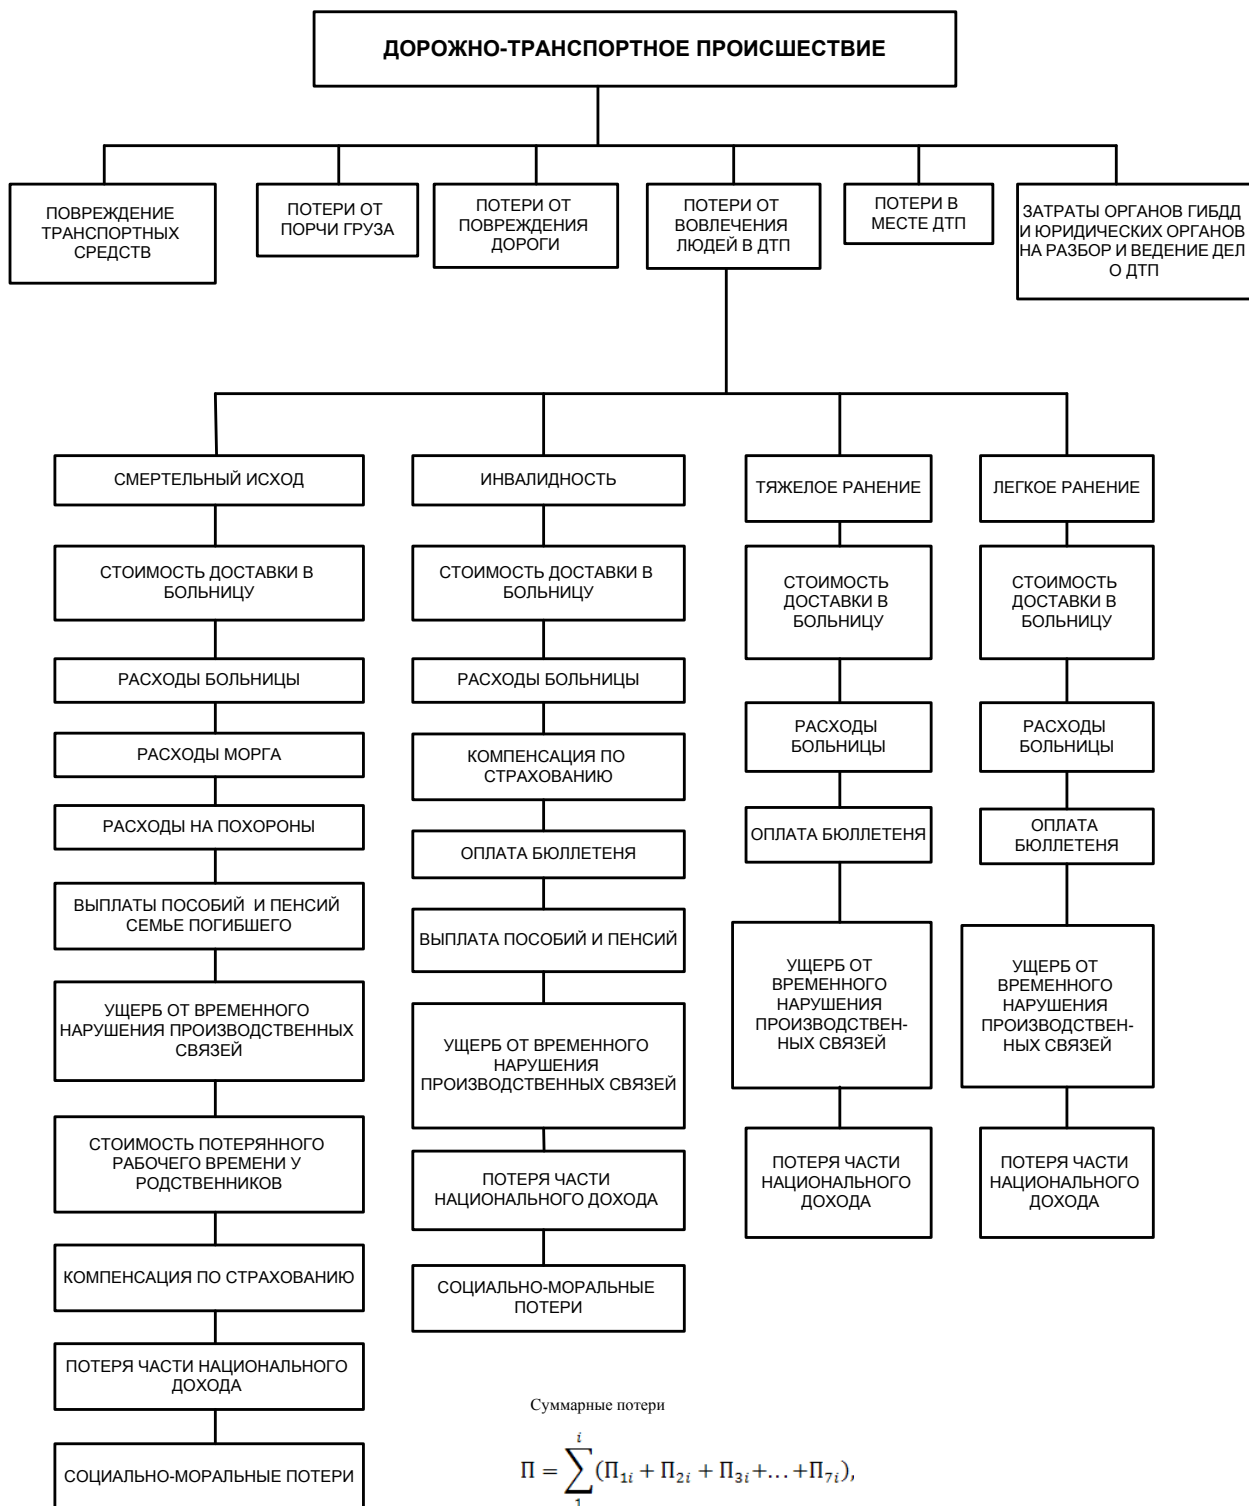 ДОРОЖНО-ТРАНСПОРТНОЕ ПРОИСШЕСТВИЕ
ПОВРЕЖДЕНИЕ
ТРАНСПОРТНЫХ
СРЕДСТВ
ПОТЕРИ ОТ
ПОРЧИ ГРУЗА
ПОТЕРИ ОТ
ПОВРЕЖДЕНИЯ
ДОРОГИ
ПОТЕРИ ОТ
ВОВЛЕЧЕНИЯ
ЛЮДЕЙ В ДТП
ПОТЕРИ В
МЕСТЕ ДТП
ЗАТРАТЫ ОРГАНОВ ГИБДД
И ЮРИДИЧЕСКИХ ОРГАНОВ
НА РАЗБОР И ВЕДЕНИЕ ДЕЛ
О ДТП
СМЕРТЕЛЬНЫЙ ИСХОД
СТОИМОСТЬ ДОСТАВКИ В
БОЛЬНИЦУ
РАСХОДЫ БОЛЬНИЦЫ
РАСХОДЫ МОРГА
РАСХОДЫ НА ПОХОРОНЫ
ВЫПЛАТЫ ПОСОБИЙ И ПЕНСИЙ
СЕМЬЕ ПОГИБШЕГО
УЩЕРБ ОТ ВРЕМЕННОГО
НАРУШЕНИЯ ПРОИЗВОДСТВЕННЫХ
СВЯЗЕЙ
СТОИМОСТЬ ПОТЕРЯННОГО
РАБОЧЕГО ВРЕМЕНИ У
РОДСТВЕННИКОВ
КОМПЕНСАЦИЯ ПО СТРАХОВАНИЮ
ПОТЕРЯ ЧАСТИ НАЦИОНАЛЬНОГО
ДОХОДА
СОЦИАЛЬНО-МОРАЛЬНЫЕ ПОТЕРИ
ИНВАЛИДНОСТЬ
СТОИМОСТЬ ДОСТАВКИ В
БОЛЬНИЦУ
РАСХОДЫ БОЛЬНИЦЫ
КОМПЕНСАЦИЯ ПО
СТРАХОВАНИЮ
ОПЛАТА БЮЛЛЕТЕНЯ
ВЫПЛАТА ПОСОБИЙ И ПЕНСИЙ
УЩЕРБ ОТ ВРЕМЕННОГО
НАРУШЕНИЯ
ПРОИЗВОДСТВЕННЫХ СВЯЗЕЙ
ПОТЕРЯ ЧАСТИ
НАЦИОНАЛЬНОГО ДОХОДА
СОЦИАЛЬНО-МОРАЛЬНЫЕ
ПОТЕРИ
ТЯЖЕЛОЕ РАНЕНИЕ
СТОИМОСТЬ
ДОСТАВКИ В
БОЛЬНИЦУ
РАСХОДЫ
БОЛЬНИЦЫ
ОПЛАТА БЮЛЛЕТЕНЯ
УЩЕРБ ОТ
ВРЕМЕННОГО
НАРУШЕНИЯ
ПРОИЗВОДСТВЕН-
НЫХ СВЯЗЕЙ
ПОТЕРЯ ЧАСТИ
НАЦИОНАЛЬНОГО
ДОХОДА
ЛЕГКОЕ РАНЕНИЕ
СТОИМОСТЬ
ДОСТАВКИ В
БОЛЬНИЦУ
РАСХОДЫ
БОЛЬНИЦЫ
ОПЛАТА
БЮЛЛЕТЕНЯ
УЩЕРБ ОТ
ВРЕМЕННОГО
НАРУШЕНИЯ
ПРОИЗВОДСТВЕН-
НЫХ СВЯЗЕЙ
ПОТЕРЯ ЧАСТИ
НАЦИОНАЛЬНОГО
ДОХОДА
Суммарные потери
i
П = ∑(П₁ᵢ + П₂ᵢ + П₃ᵢ+...+П₇ᵢ),
1